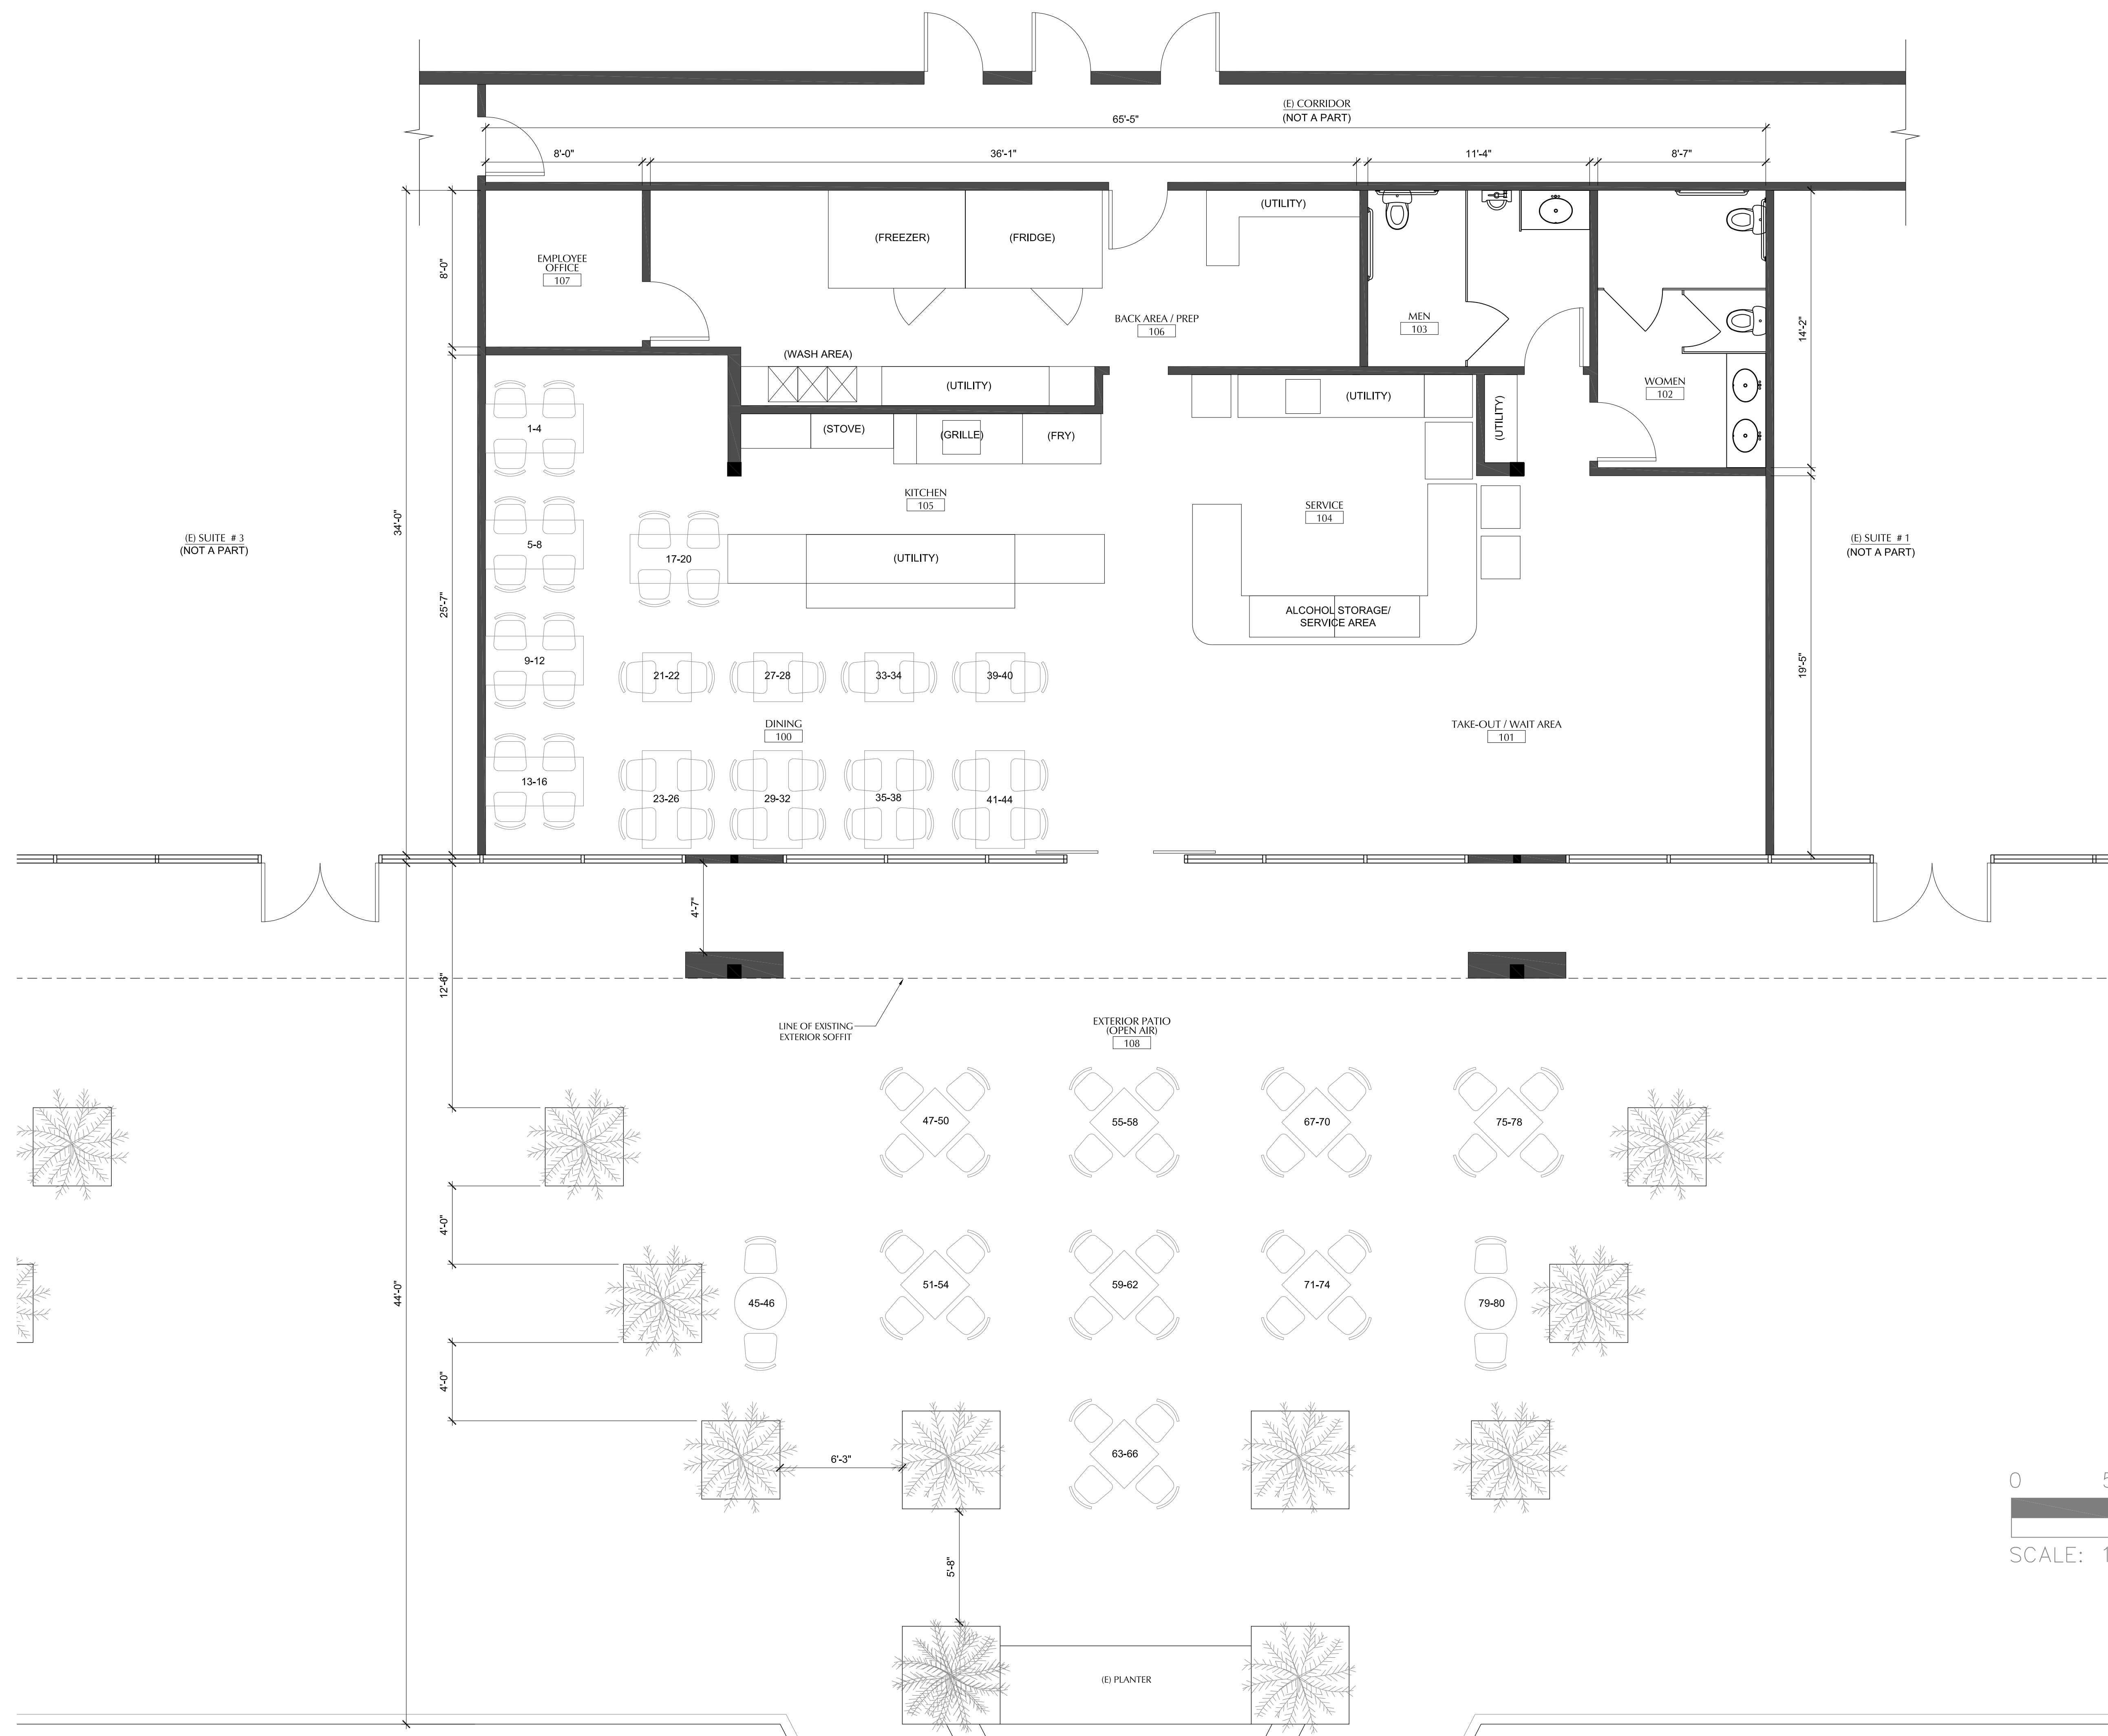 (E) CORRIDOR
(NOT A PART)
65'-5"
8'-0"
36'-1"
11'-4"
8'-7"
(UTILITY)
(FREEZER)
(FRIDGE)
EMPLOYEE
OFFICE
107
8'-0"
BACK AREA / PREP
106
MEN
103
14'-2"
(WASH AREA)
(UTILITY)
(UTILITY)
(UTILITY)
WOMEN
102
1-4
(STOVE)
(GRILLE)
(FRY)
KITCHEN
105
SERVICE
104
34'-0"
(E) SUITE # 3
(NOT A PART)
5-8
17-20
(UTILITY)
(E) SUITE # 1
(NOT A PART)
25'-7"
ALCOHOL STORAGE/
SERVICE AREA
9-12
21-22
27-28
33-34
39-40
19'-5"
DINING
100
TAKE-OUT / WAIT AREA
101
13-16
23-26
29-32
35-38
41-44
4'-7"
12'-6"
LINE OF EXISTING
EXTERIOR SOFFIT
EXTERIOR PATIO
(OPEN AIR)
108
47-50
55-58
67-70
75-78
4'-0"
51-54
59-62
71-74
44'-0"
45-46
79-80
4'-0"
63-66
6'-3"
0
SCALE: 1
5'-8"
(E) PLANTER